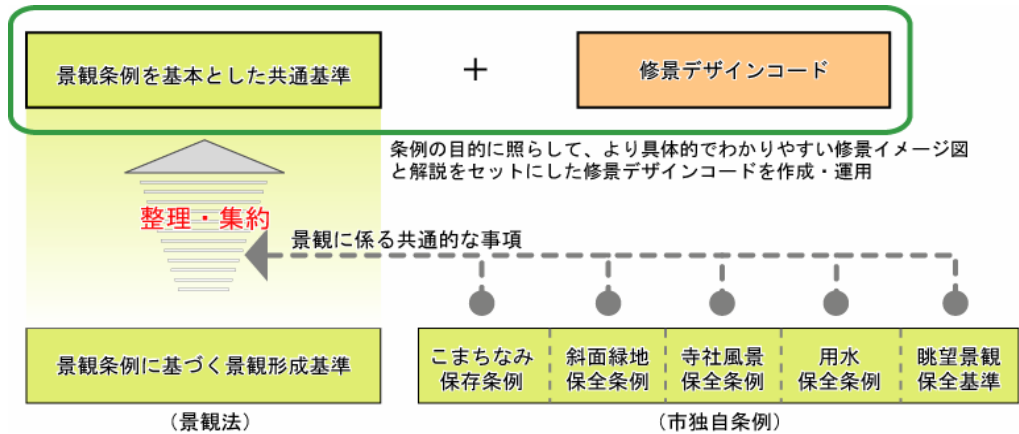 景観条例を基本とした共通基準
+
修景デザインコード
条例の目的に照らして、より具体的でわかりやすい修景イメージ図
と解説をセットにした修景デザインコードを作成・運用
整理・集約
景観に係る共通的な事項
景観条例に基づく景観形成基準
こまちなみ
保存条例
斜面緑地
保全条例
寺社風景
保全条例
用水
保全条例
眺望景観
保全基準
（景観法）
（市独自条例）